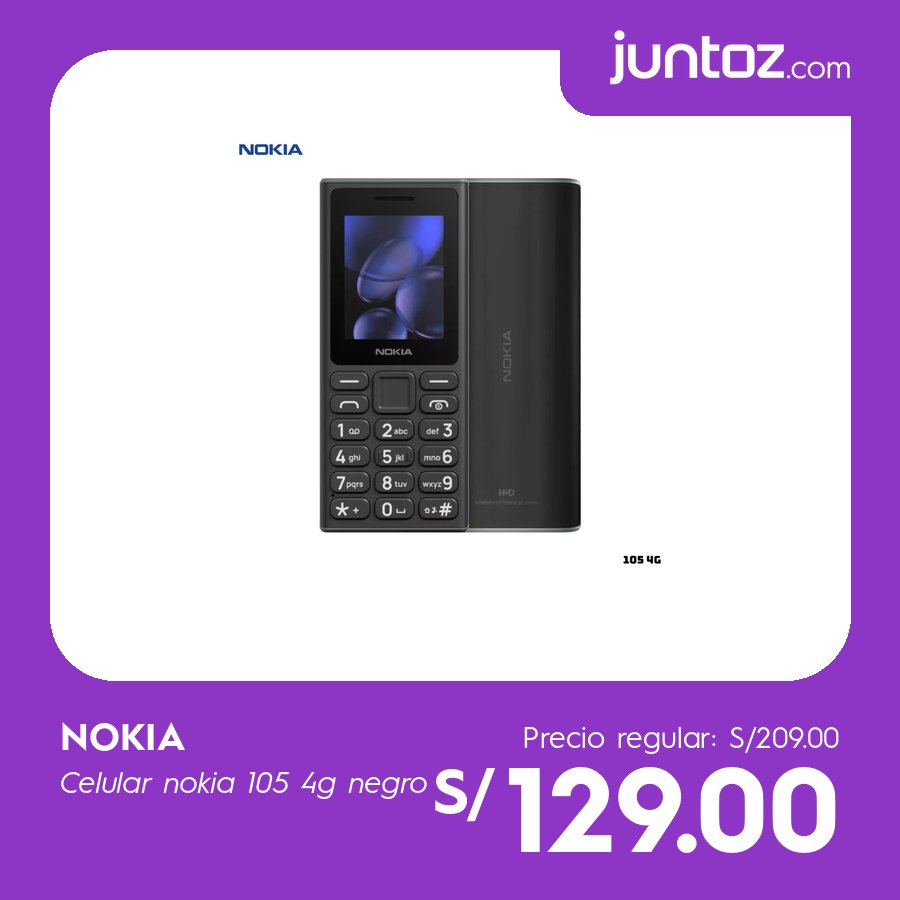 juntoz.com
NOKIA
NOKIA
NOKIA
1
2 abc
def 3
4 ghi
5 jkl
mno 6
7 pqrs
8 tuv
wxyz 9
* +
0
#
HMD
105 4G
NOKIA
Precio regular: S/209.00
Celular nokia 105 4g negro
S/129.00